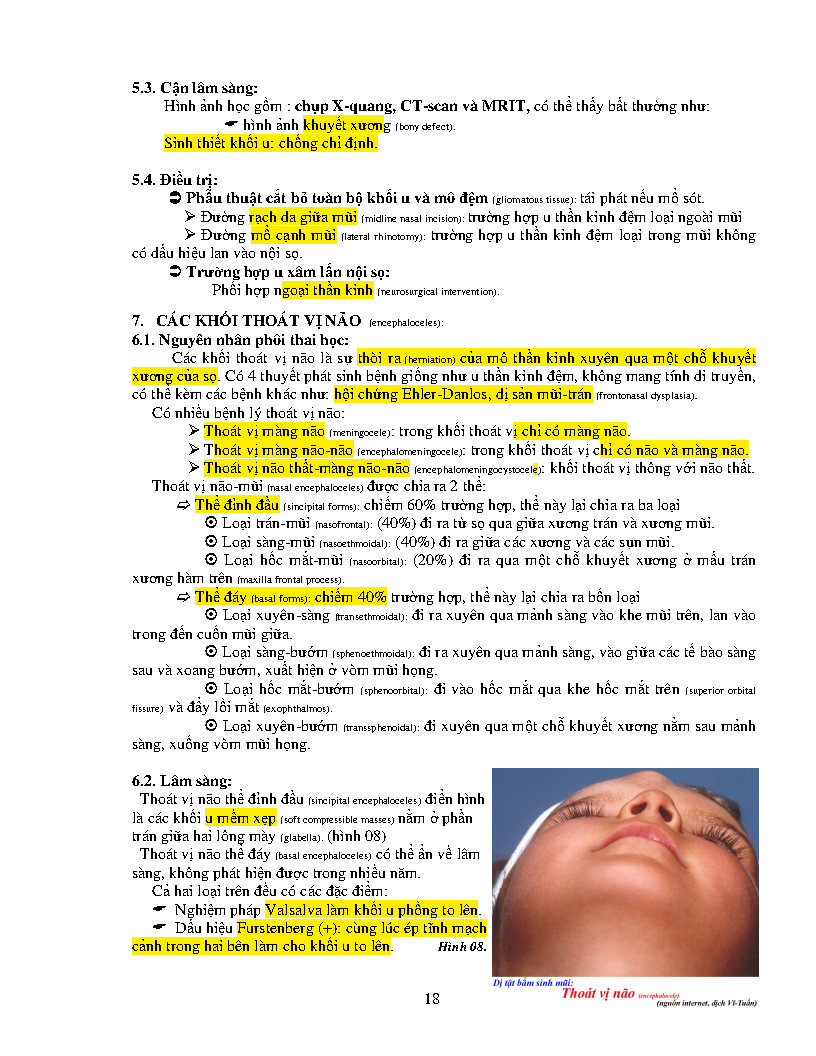 5.3. Cận lâm sàng:
Hình ảnh học gồm : chụp X-quang, CT-scan và MRIT, có thể thấy bất thường như:
☛ hình ảnh khuyết xương (bony defect).
Sinh thiết khối u: chống chỉ định.
5.4. Điều trị:
➲ Phẫu thuật cắt bỏ toàn bộ khối u và mô đệm (gliomatous tissue): tái phát nếu mổ sót.
➢ Đường rạch da giữa mũi (midline nasal incision): trường hợp u thần kinh đệm loại ngoài mũi
➢ Đường mổ cạnh mũi (lateral rhinotomy): trường hợp u thần kinh đệm loại trong mũi không
có dấu hiệu lan vào nội sọ.
➲ Trường hợp u xâm lấn nội sọ:
Phối hợp ngoại thần kinh (neurosurgical intervention).
7. CÁC KHỐI THOÁT VỊ NÃO (encephaloceles):
6.1. Nguyên nhân phôi thai học:
Các khối thoát vị não là sự thòi ra (herniation) của mô thần kinh xuyên qua một chỗ khuyết
xương của sọ. Có 4 thuyết phát sinh bệnh giống như u thần kinh đệm, không mang tính di truyền,
có thể kèm các bệnh khác như: hội chứng Ehler-Danlos, dị sản mũi-trán (frontonasal dysplasia).
Có nhiều bệnh lý thoát vị não:
➢ Thoát vị màng não (meningocele): trong khối thoát vị chỉ có màng não.
➢ Thoát vị màng não-não (encephalomeningocele): trong khối thoát vị chỉ có não và màng não.
➢ Thoát vị não thất-màng não-não (encephalomeningocystocele): khối thoát vị thông với não thất.
Thoát vị não-mũi (nasal encephaloceles) được chia ra 2 thể:
➪ Thể đỉnh đầu (sincipital forms): chiếm 60% trường hợp, thể này lại chia ra ba loại
⦿ Loại trán-mũi (nasofrontal): (40%) đi ra từ sọ qua giữa xương trán và xương mũi.
⦿ Loại sàng-mũi (nasoethmoidal): (40%) đi ra giữa các xương và các sụn mũi.
⦿ Loại hốc mắt-mũi (nasoorbital): (20%) đi ra qua một chỗ khuyết xương ở mấu trán
xương hàm trên (maxilla frontal process).
➪ Thể đáy (basal forms): chiếm 40% trường hợp, thể này lại chia ra bốn loại
⦿ Loại xuyên-sàng (transethmoidal): đi ra xuyên qua mảnh sàng vào khe mũi trên, lan vào
trong đến cuốn mũi giữa.
⦿ Loại sàng-bướm (sphenoethmoidal): đi ra xuyên qua mảnh sàng, vào giữa các tế bào sàng
sau và xoang bướm, xuất hiện ở vòm mũi họng.
⦿ Loại hốc mắt-bướm (sphenoorbital): đi vào hốc mắt qua khe hốc mắt trên (superior orbital
fissure) và đẩy lồi mắt (exophthalmos).
⦿ Loại xuyên-bướm (transsphenoidal): đi xuyên qua một chỗ khuyết xương nằm sau mảnh
sàng, xuống vòm mũi họng.
6.2. Lâm sàng:
Thoát vị não thể đỉnh đầu (sincipital encephaloceles) điển hình
là các khối u mềm xẹp (soft compressible masses) nằm ở phần
trán giữa hai lông mày (glabella). (hình 08)
Thoát vị não thể đáy (basal encephaloceles) có thể ẩn về lâm
sàng, không phát hiện được trong nhiều năm.
Cả hai loại trên đều có các đặc điểm:
☛ Nghiệm pháp Valsalva làm khối u phồng to lên.
☛ Dấu hiệu Furstenberg (+): cùng lúc ép tĩnh mạch
cảnh trong hai bên làm cho khối u to lên. Hình 08.
Dị tật bẩm sinh mũi:
Thoát vị não (encephalocele)
(nguồn internet, dịch Vĩ-Tuấn)
18